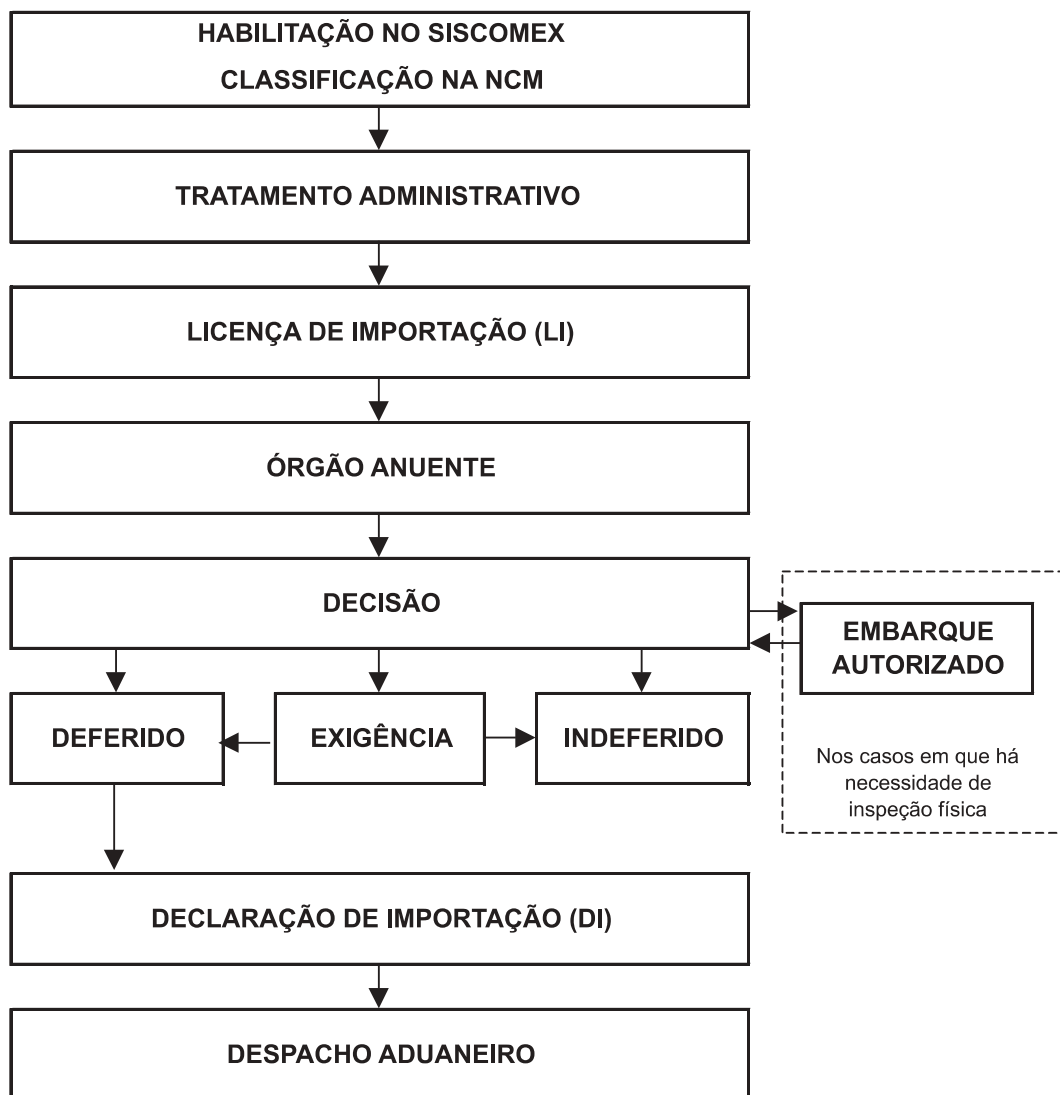 HABILITAÇÃO NO SISCOMEX
CLASSIFICAÇÃO NA NCM
TRATAMENTO ADMINISTRATIVO
LICENÇA DE IMPORTAÇÃO (LI)
ÓRGÃO ANUENTE
DECISÃO
EMBARQUE
AUTORIZADO
DEFERIDO
EXIGÊNCIA
INDEFERIDO
Nos casos em que há
necessidade de
inspeção física
DECLARAÇÃO DE IMPORTAÇÃO (DI)
DESPACHO ADUANEIRO